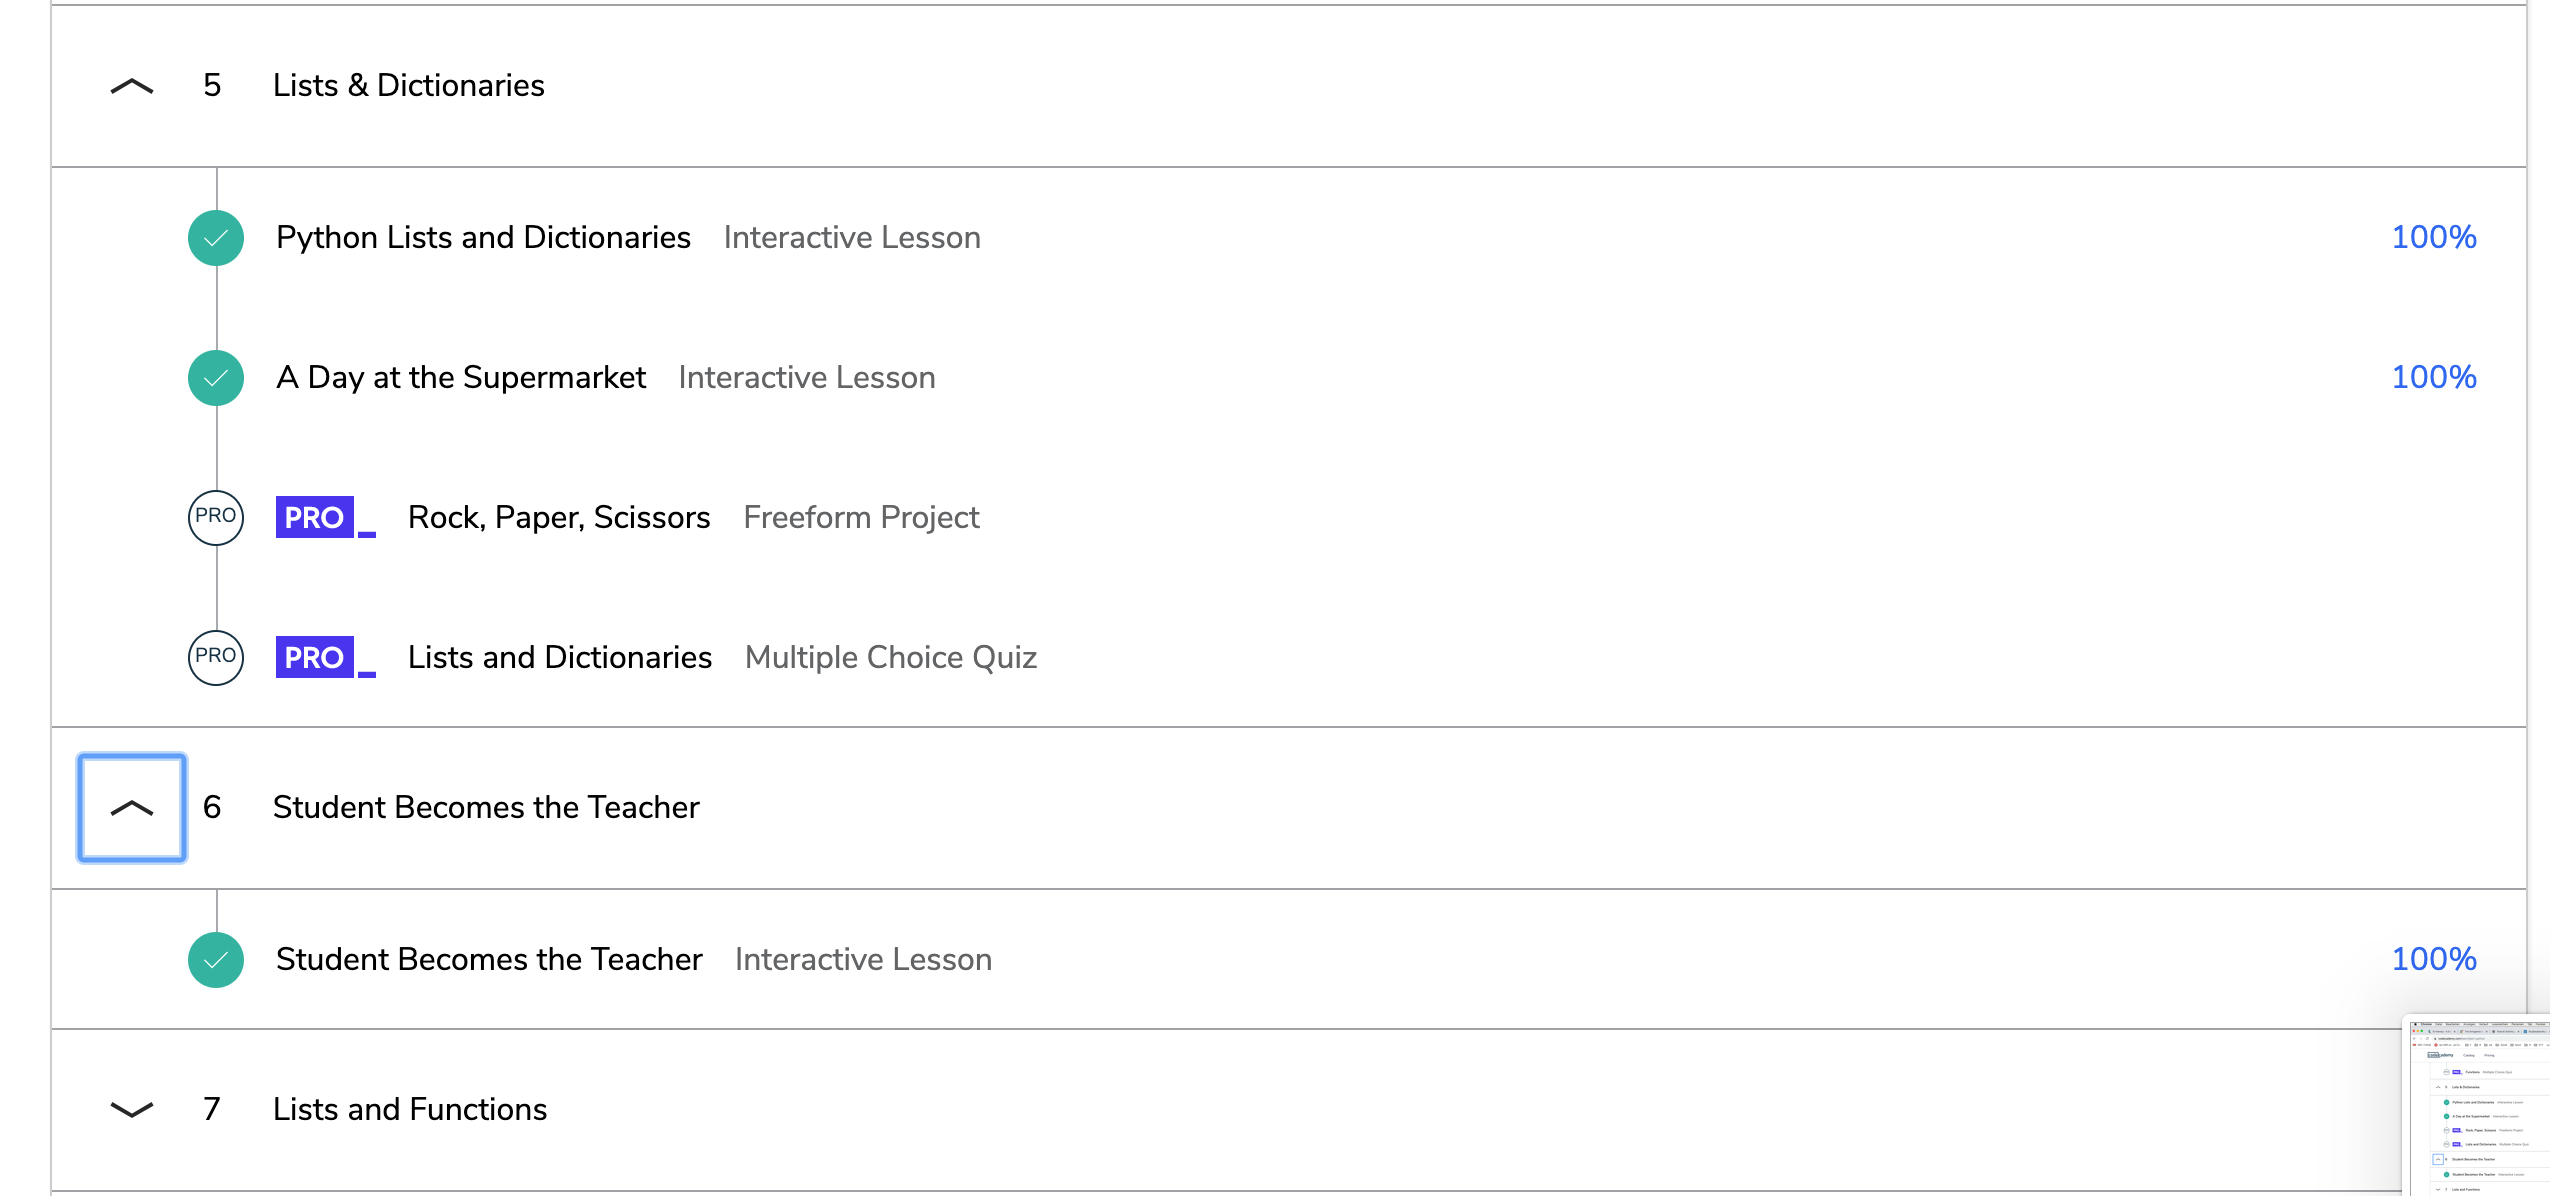 5 Lists & Dictionaries
Python Lists and Dictionaries Interactive Lesson 100%
A Day at the Supermarket Interactive Lesson 100%
PRO PRO_ Rock, Paper, Scissors Freeform Project
PRO PRO_ Lists and Dictionaries Multiple Choice Quiz
6 Student Becomes the Teacher
Student Becomes the Teacher Interactive Lesson 100%
7 Lists and Functions